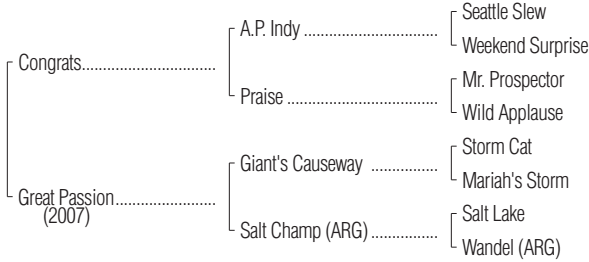 Seattle Slew
A.P. Indy ..............................
Weekend Surprise
Congrats..............................
Mr. Prospector
Praise ..................................
Wild Applause
Storm Cat
Giant's Causeway ...............
Mariah's Storm
Great Passion......................
(2007)
Salt Lake
Salt Champ (ARG)...............
Wandel (ARG)